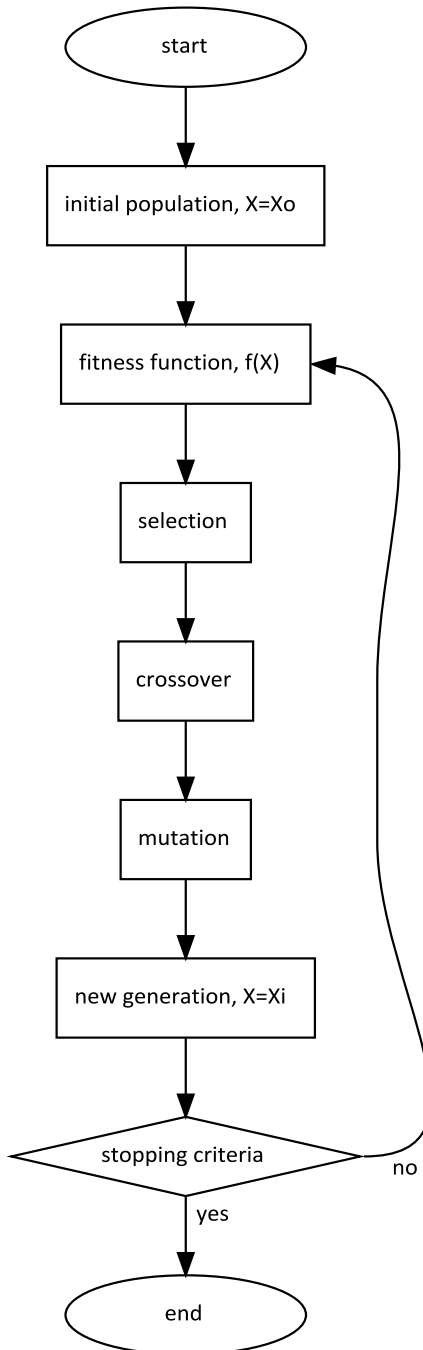 start
initial population, X=Xo
fitness function, f(X)
selection
crossover
mutation
new generation, X=Xi
stopping criteria
no
yes
end